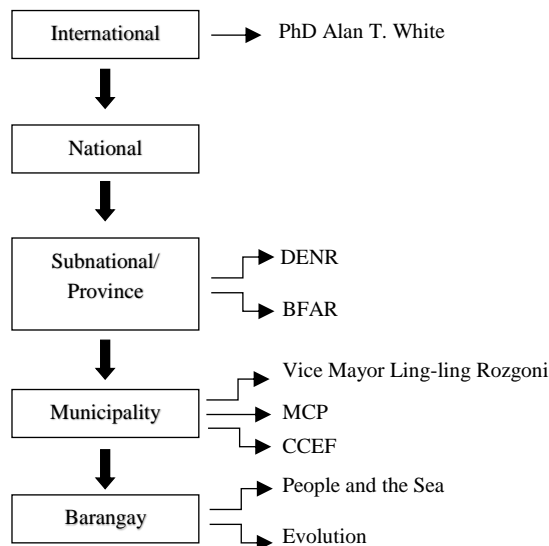 International
PhD Alan T. White
National
Subnational/
Province
DENR
BFAR
Municipality
Vice Mayor Ling-ling Rozgoni
MCP
CCEF
Barangay
People and the Sea
Evolution